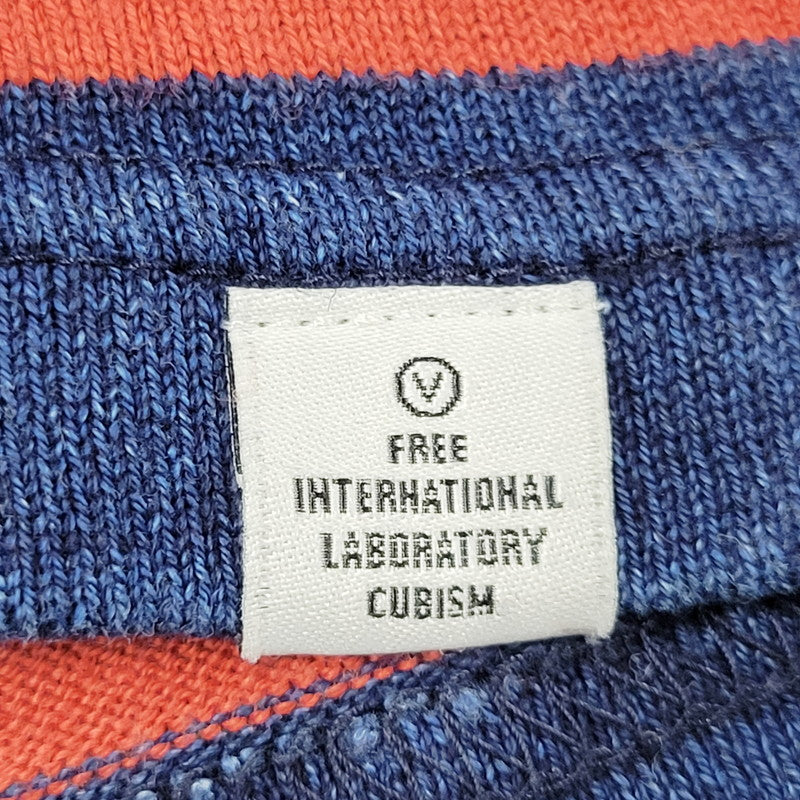 V
FREE
INTERNATIONAL
LABORATORY
CUBISM